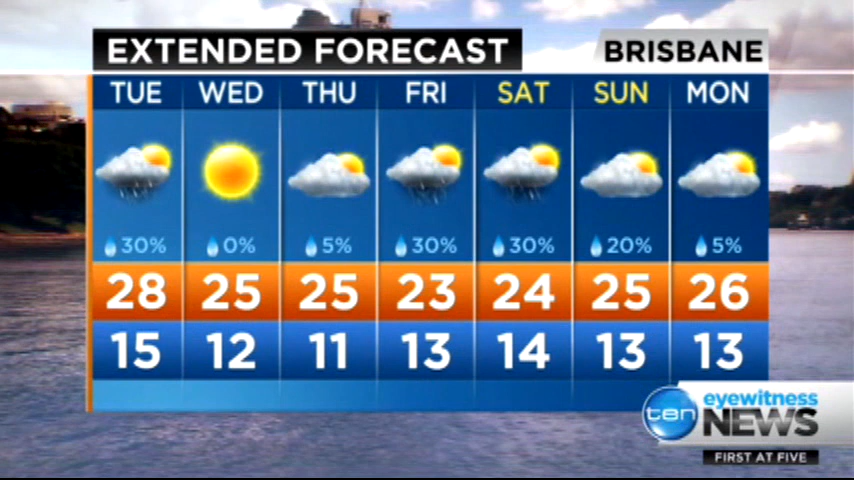 EXTENDED FORECAST
BRISBANE
TUE WED THU FRI SAT SUN MON
30% 0% 5% 30% 30% 20% 5%
28 25 25 23 24 25 26
15 12 11 13 14 13 13
ten eyewitness
NEWS
FIRST AT FIVE